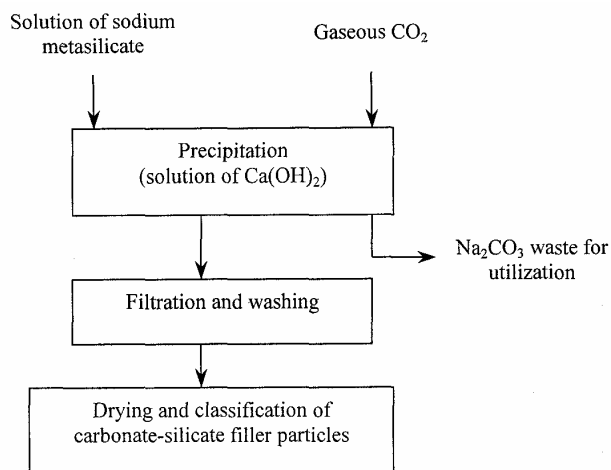 Solution of sodium
metasilicate
Gaseous CO₂
Precipitation
(solution of Ca(OH)₂)
Na₂CO₃ waste for
utilization
Filtration and washing
Drying and classification of
carbonate-silicate filler particles